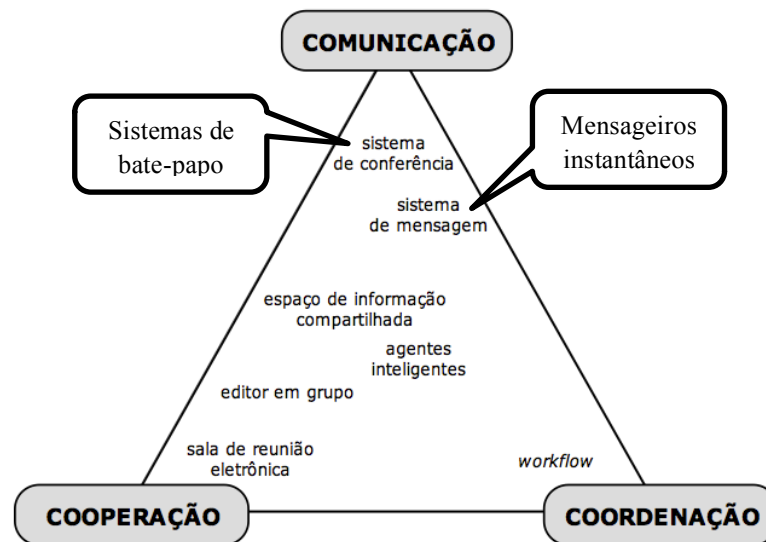 COMUNICAÇÃO
Sistemas de
bate-papo
Mensageiros
instantâneos
sistema
de conferência
sistema
de mensagem
espaço de informação
compartilhada
agentes
inteligentes
editor em grupo
sala de reunião
eletrônica
workflow
COOPERAÇÃO
COORDENAÇÃO